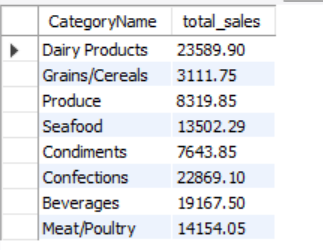 CategoryName total_sales
Dairy Products 23589.90
Grains/Cereals 3111.75
Produce 8319.85
Seafood 13502.29
Condiments 7643.85
Confections 22869.10
Beverages 19167.50
Meat/Poultry 14154.05